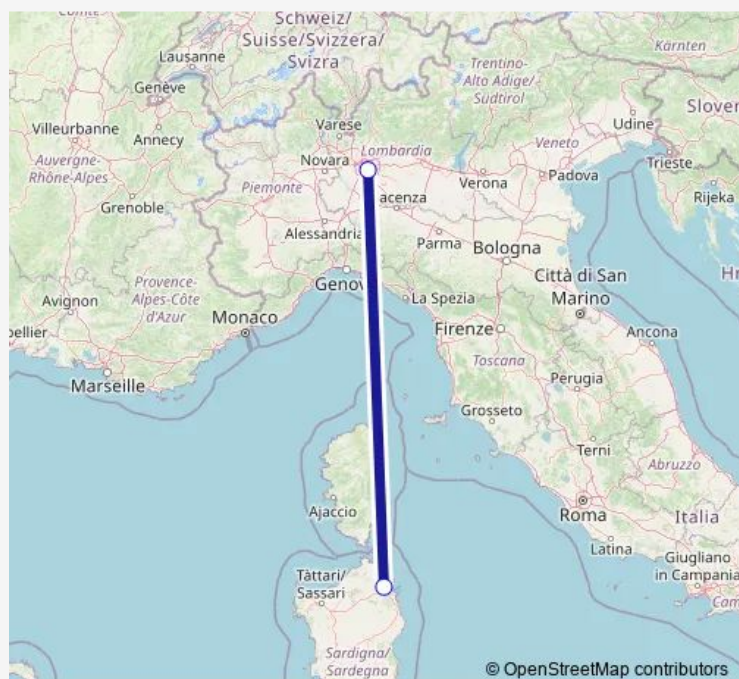 Schweiz/
Suisse/Svizzera/
Svizra
Lausanne
Genève
Annecy
Villeurbanne
Auvergne-
Rhône-Alpes
Grenoble
Provence-
Alpes-Côte
d'Azur
Avignon
Marseille
Monaco
Varese
Novara
Piemonte
Lombardia
Alessandria
Genov
acenza
Parma
La Spezia
Trentino-
Alto Adige/
Südtirol
Kärnten
Veneto
Verona
Padova
Udine
Trieste
Sloven
Rijeka
Bologna
Città di San
Marino
Firenze
Toscana
Ancona
Perugia
Grosseto
Terni
Abruzzo
Roma
Italia
Latina
Giugliano
in Campania
Ajaccio
Tàttari/
Sassari
Sardigna/
Sardegna
© OpenStreetMap contributors